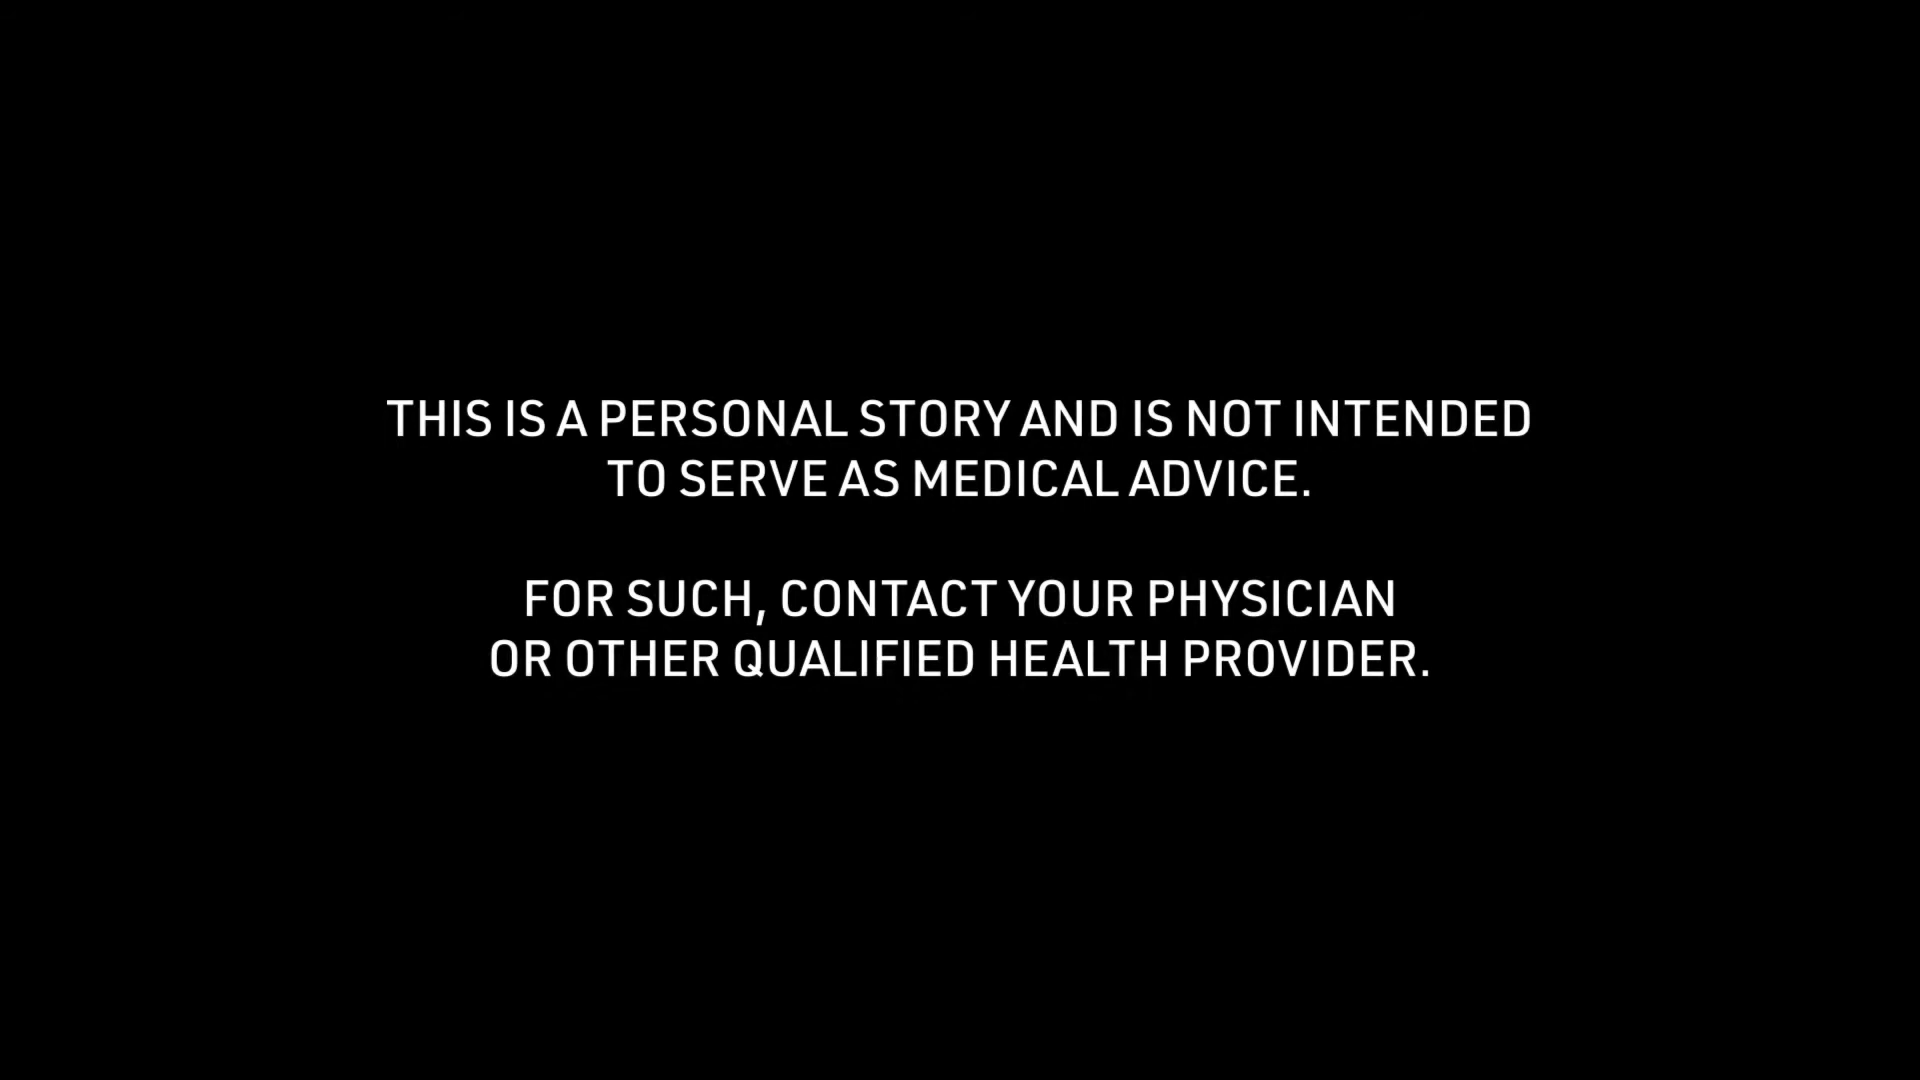 THIS IS A PERSONAL STORY AND IS NOT INTENDED
TO SERVE AS MEDICAL ADVICE.
FOR SUCH, CONTACT YOUR PHYSICIAN
OR OTHER QUALIFIED HEALTH PROVIDER.